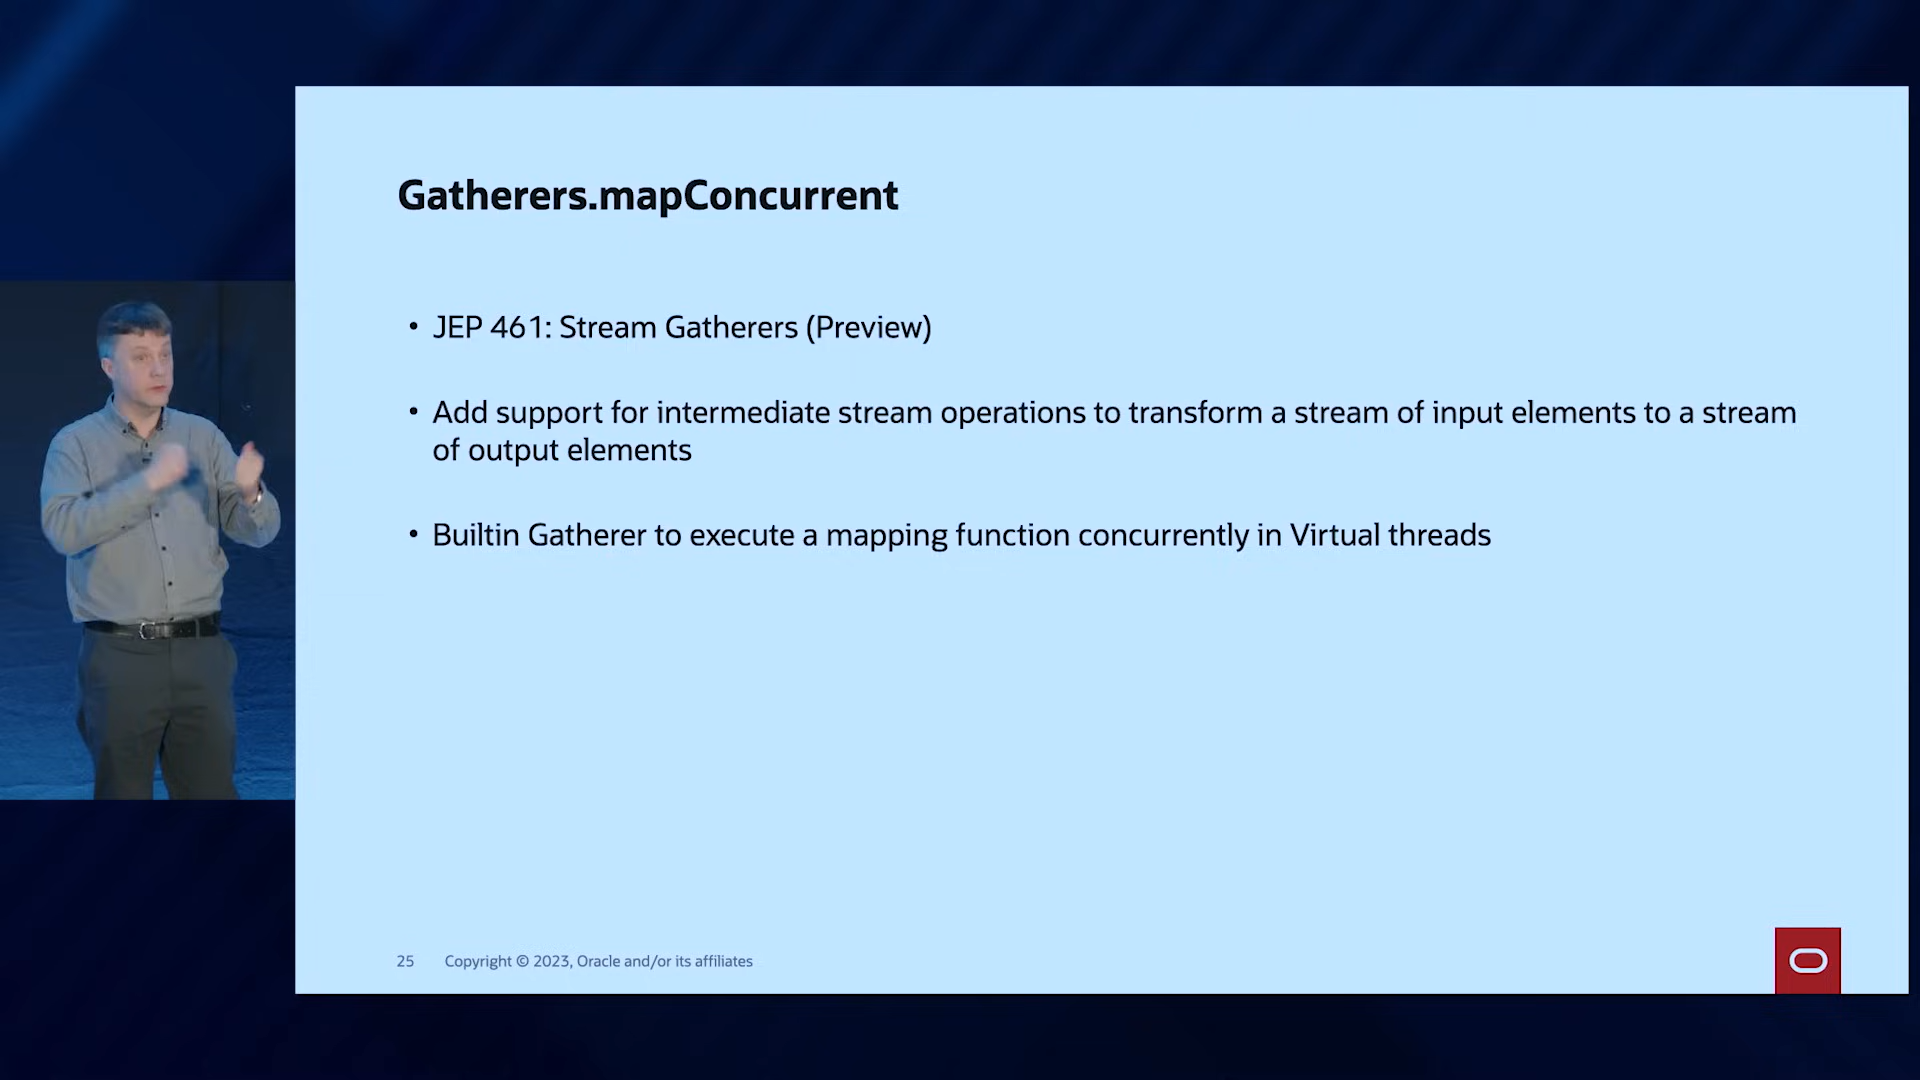 Gatherers.mapConcurrent
• JEP 461: Stream Gatherers (Preview)
• Add support for intermediate stream operations to transform a stream of input elements to a stream
of output elements
• Builtin Gatherer to execute a mapping function concurrently in Virtual threads
25 Copyright © 2023, Oracle and/or its affiliates